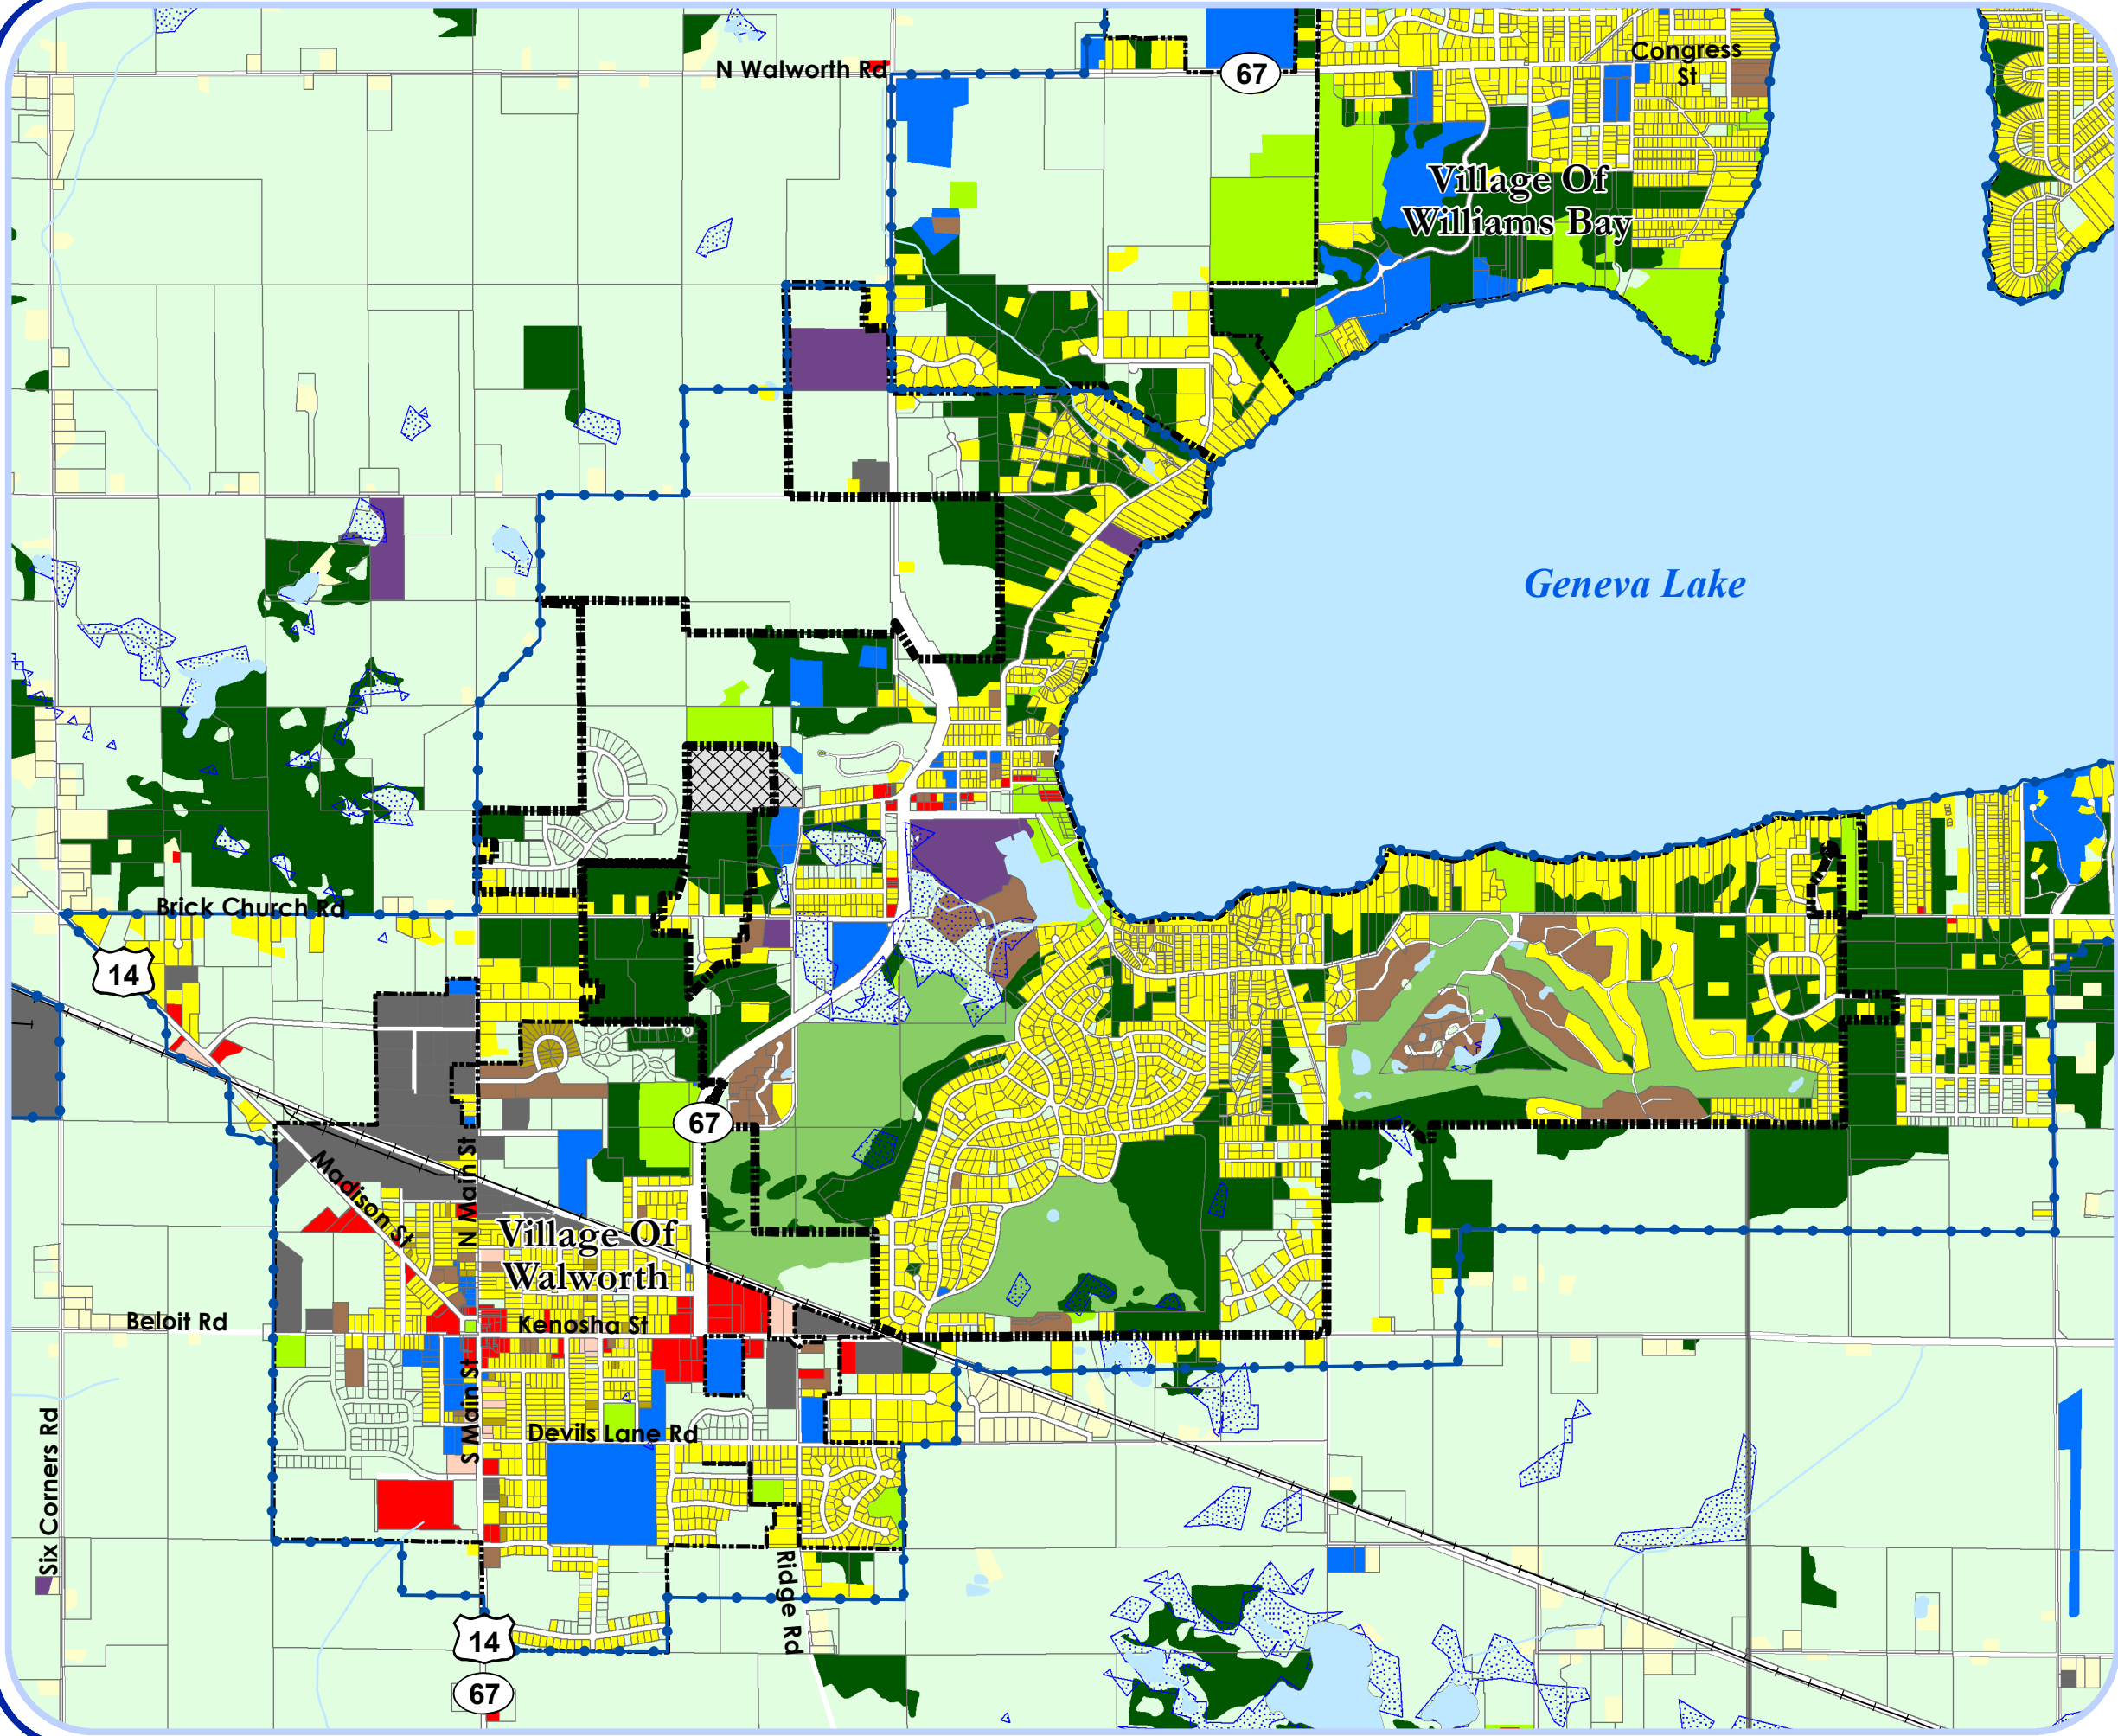 N Walworth Rd
67
Congress
St
Village Of
Williams Bay
Geneva Lake
Brick Church Rd
14
67
Madison St
N Main St
Village Of
Walworth
Beloit Rd
Kenosha St
S Main St
Devils Lane Rd
Six Corners Rd
Ridge Rd
14
67